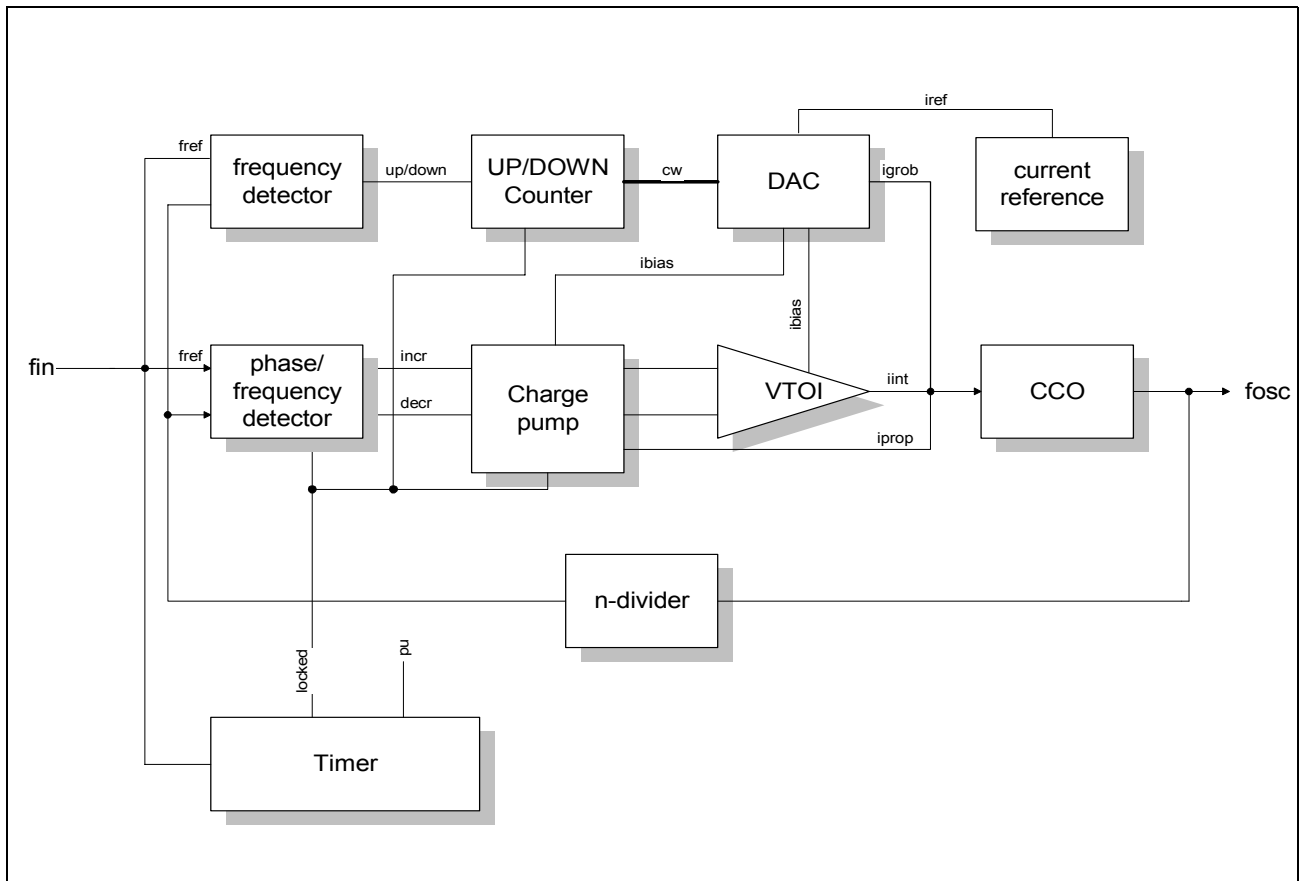 iref
fref
frequency
detector
up/down
UP/DOWN
Counter
cw
DAC
igrob
current
reference
ibias
ibias
fin
fref
phase/
frequency
detector
incr
decr
Charge
pump
VTOI
iint
iprop
CCO
fosc
n-divider
locked
pu
Timer